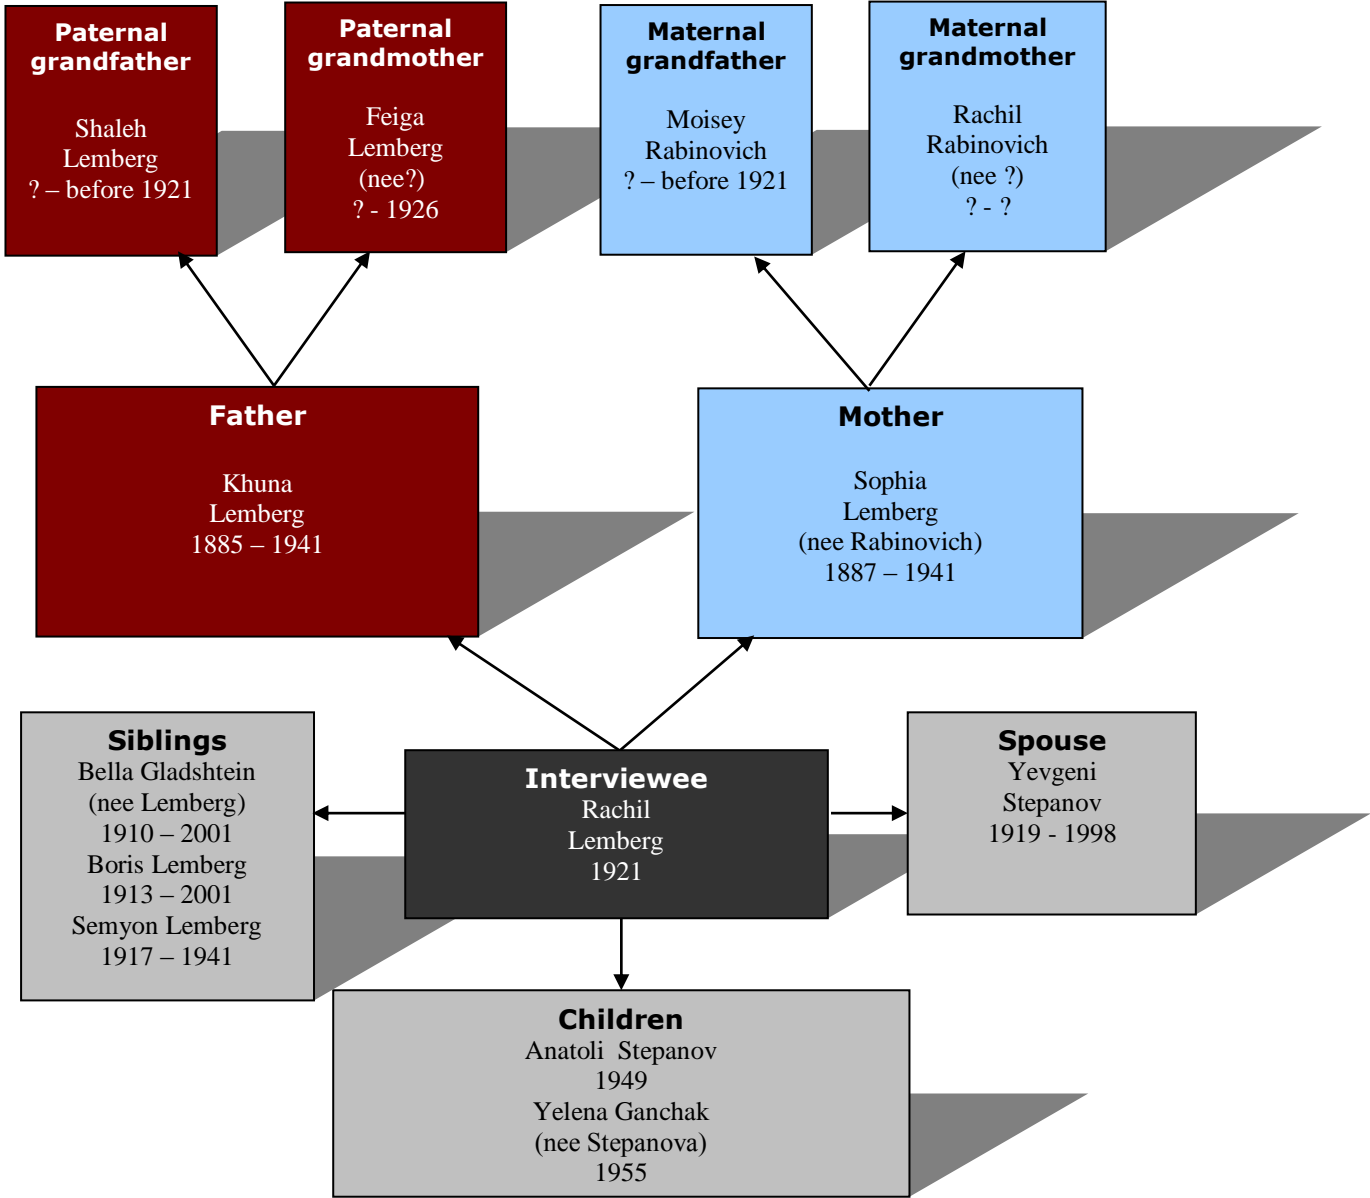 Paternal
grandfather
Shaleh
Lemberg
? – before 1921
Paternal
grandmother
Feiga
Lemberg
(nee?)
? - 1926
Maternal
grandfather
Moisey
Rabinovich
? – before 1921
Maternal
grandmother
Rachil
Rabinovich
(nee ?)
? - ?
Father
Khuna
Lemberg
1885 – 1941
Mother
Sophia
Lemberg
(nee Rabinovich)
1887 – 1941
Siblings
Bella Gladshtein
(nee Lemberg)
1910 – 2001
Boris Lemberg
1913 – 2001
Semyon Lemberg
1917 – 1941
Interviewee
Rachil
Lemberg
1921
Spouse
Yevgeni
Stepanov
1919 - 1998
Children
Anatoli  Stepanov
1949
Yelena Ganchak
(nee Stepanova)
1955